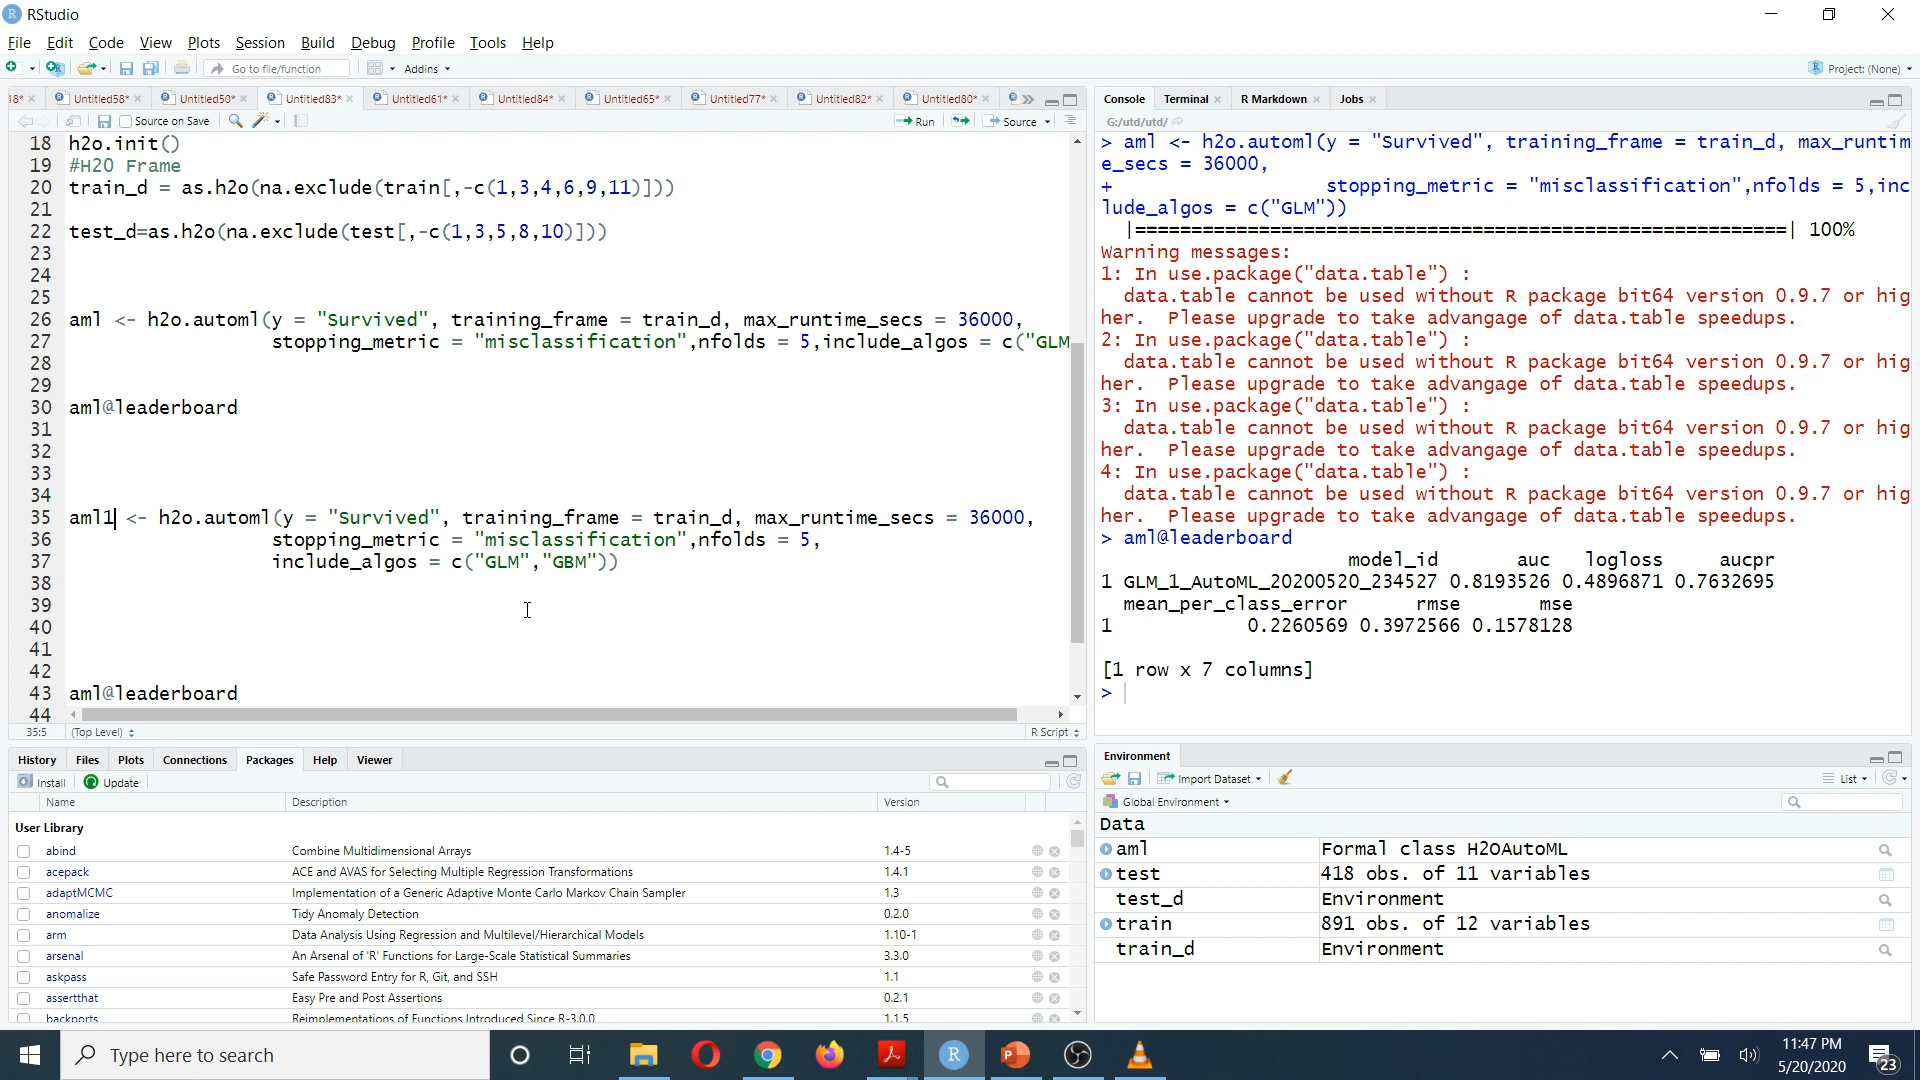 RStudio
File Edit Code View Plots Session Build Debug Profile Tools Help
Go to file/function Addins Project: (None)
18* Untitled58* Untitled50* Untitled83* Untitled61* Untitled84* Untitled65* Untitled77* Untitled82* Untitled80*
Source on Save Run Source
18 h2o.init()
19 #H2O Frame
20 train_d = as.h2o(na.exclude(train[,-c(1,3,4,6,9,11)]))
21
22 test_d=as.h2o(na.exclude(test[,-c(1,3,5,8,10)]))
23
24
25
26 aml <- h2o.automl(y = "Survived", training_frame = train_d, max_runtime_secs = 36000,
27 stopping_metric = "misclassification",nfolds = 5,include_algos = c("GLM
28
29
30 aml@leaderboard
31
32
33
34
35 aml1 <- h2o.automl(y = "Survived", training_frame = train_d, max_runtime_secs = 36000,
36 stopping_metric = "misclassification",nfolds = 5,
37 include_algos = c("GLM","GBM"))
38
39
40
41
42
43 aml@leaderboard
44
35:5 (Top Level) R Script
Console Terminal R Markdown Jobs
G:/utd/utd/
> aml <- h2o.automl(y = "Survived", training_frame = train_d, max_runtim
e_secs = 36000,
+ stopping_metric = "misclassification",nfolds = 5,inc
lude_algos = c("GLM"))
|==========================================================| 100%
Warning messages:
1: In use.package("data.table") :
data.table cannot be used without R package bit64 version 0.9.7 or hig
her. Please upgrade to take advangage of data.table speedups.
2: In use.package("data.table") :
data.table cannot be used without R package bit64 version 0.9.7 or hig
her. Please upgrade to take advangage of data.table speedups.
3: In use.package("data.table") :
data.table cannot be used without R package bit64 version 0.9.7 or hig
her. Please upgrade to take advangage of data.table speedups.
4: In use.package("data.table") :
data.table cannot be used without R package bit64 version 0.9.7 or hig
her. Please upgrade to take advangage of data.table speedups.
> aml@leaderboard
model_id auc logloss aucpr
1 GLM_1_AutoML_20200520_234527 0.8193526 0.4896871 0.7632695
mean_per_class_error rmse mse
1 0.2260569 0.3972566 0.1578128
[1 row x 7 columns]
>
History Files Plots Connections Packages Help Viewer
Install Update
Name Description Version
User Library
abind Combine Multidimensional Arrays 1.4-5
acepack ACE and AVAS for Selecting Multiple Regression Transformations 1.4.1
adaptMCMC Implementation of a Generic Adaptive Monte Carlo Markov Chain Sampler 1.3
anomalize Tidy Anomaly Detection 0.2.0
arm Data Analysis Using Regression and Multilevel/Hierarchical Models 1.10-1
arsenal An Arsenal of 'R' Functions for Large-Scale Statistical Summaries 3.3.0
askpass Safe Password Entry for R, Git, and SSH 1.1
assertthat Easy Pre and Post Assertions 0.2.1
backports Reimplementations of Functions Introduced Since R-3.0.0 1.1.5
Environment
Import Dataset List
Global Environment
Data
aml Formal class H2OAutoML
test 418 obs. of 11 variables
test_d Environment
train 891 obs. of 12 variables
train_d Environment
Type here to search
11:47 PM
5/20/2020
23